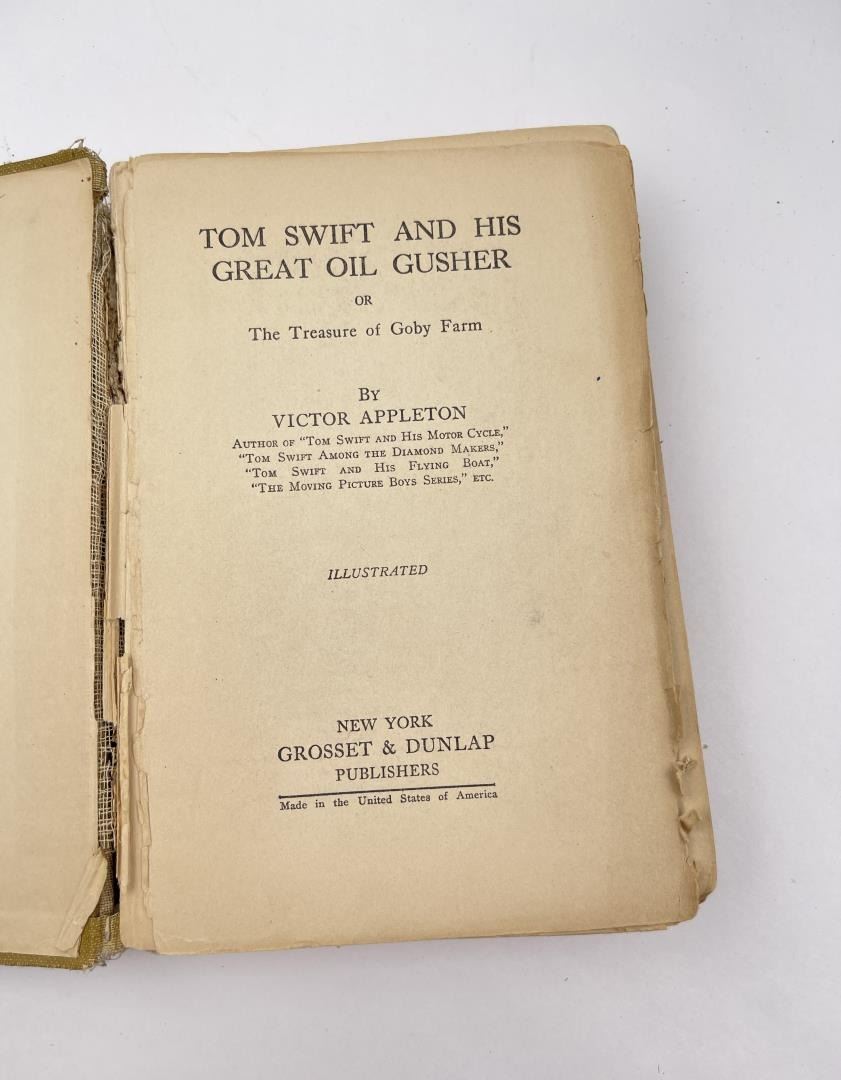 TOM SWIFT AND HIS
GREAT OIL GUSHER
OR
The Treasure of Goby Farm
By
VICTOR APPLETON
Author of "Tom Swift and His Motor Cycle,"
"Tom Swift Among the Diamond Makers,"
"Tom Swift and His Flying Boat,"
"The Moving Picture Boys Series," etc.
ILLUSTRATED
NEW YORK
GROSSET & DUNLAP
PUBLISHERS
Made in the United States of America